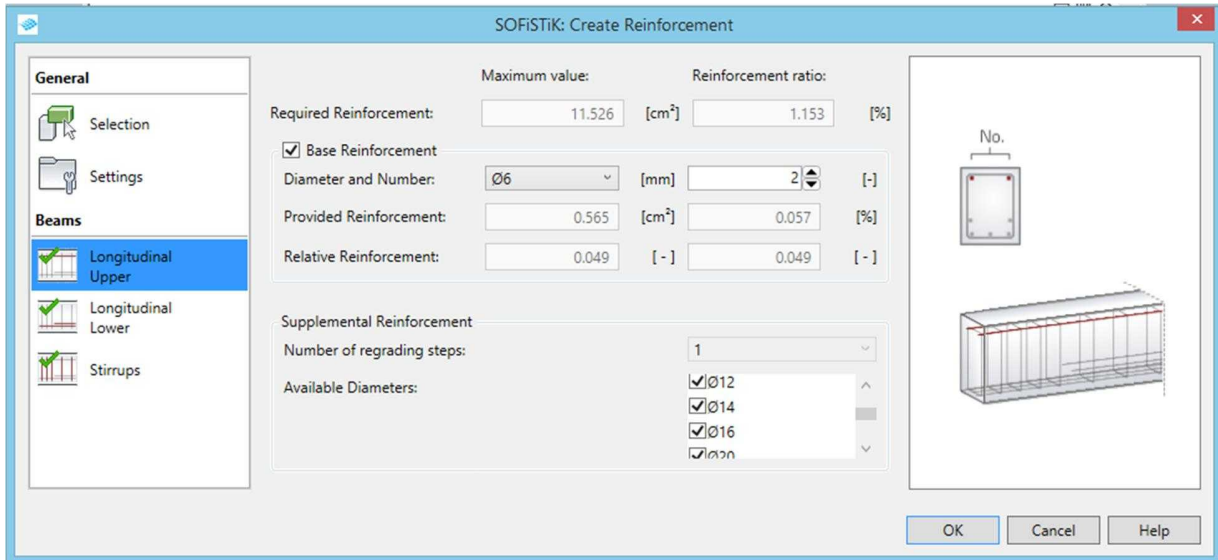 SOFiSTiK: Create Reinforcement
General
Selection
Settings
Beams
Longitudinal
Upper
Longitudinal
Lower
Stirrups
Maximum value: Reinforcement ratio:
Required Reinforcement: 11.526 [cm²] 1.153 [%]
Base Reinforcement
Diameter and Number: Ø6 [mm] 2 [-]
Provided Reinforcement: 0.565 [cm²] 0.057 [%]
Relative Reinforcement: 0.049 [ - ] 0.049 [ - ]
Supplemental Reinforcement
Number of regrading steps: 1
Available Diameters: Ø12
Ø14
Ø16
Ø20
No.
OK Cancel Help